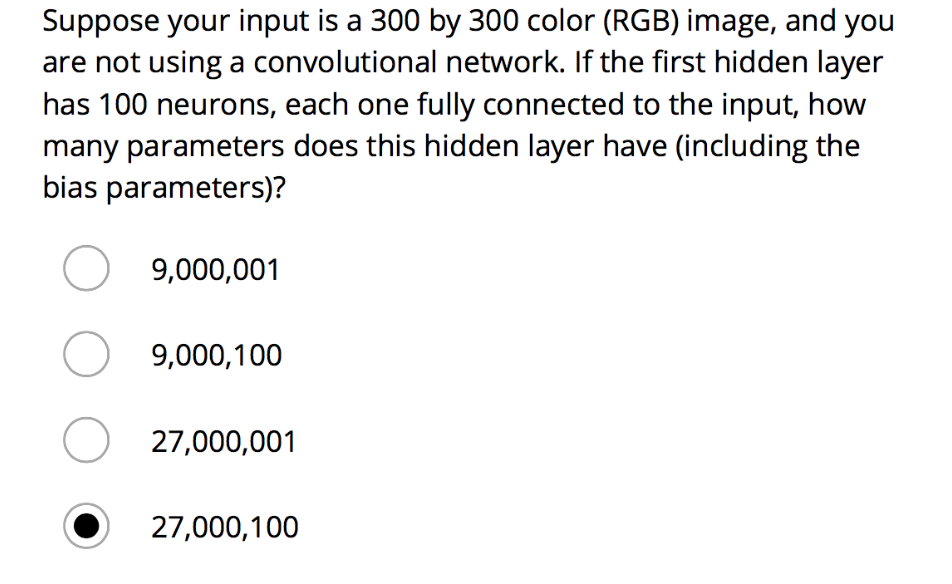 Suppose your input is a 300 by 300 color (RGB) image, and you
are not using a convolutional network. If the first hidden layer
has 100 neurons, each one fully connected to the input, how
many parameters does this hidden layer have (including the
bias parameters)?
9,000,001
9,000,100
27,000,001
27,000,100